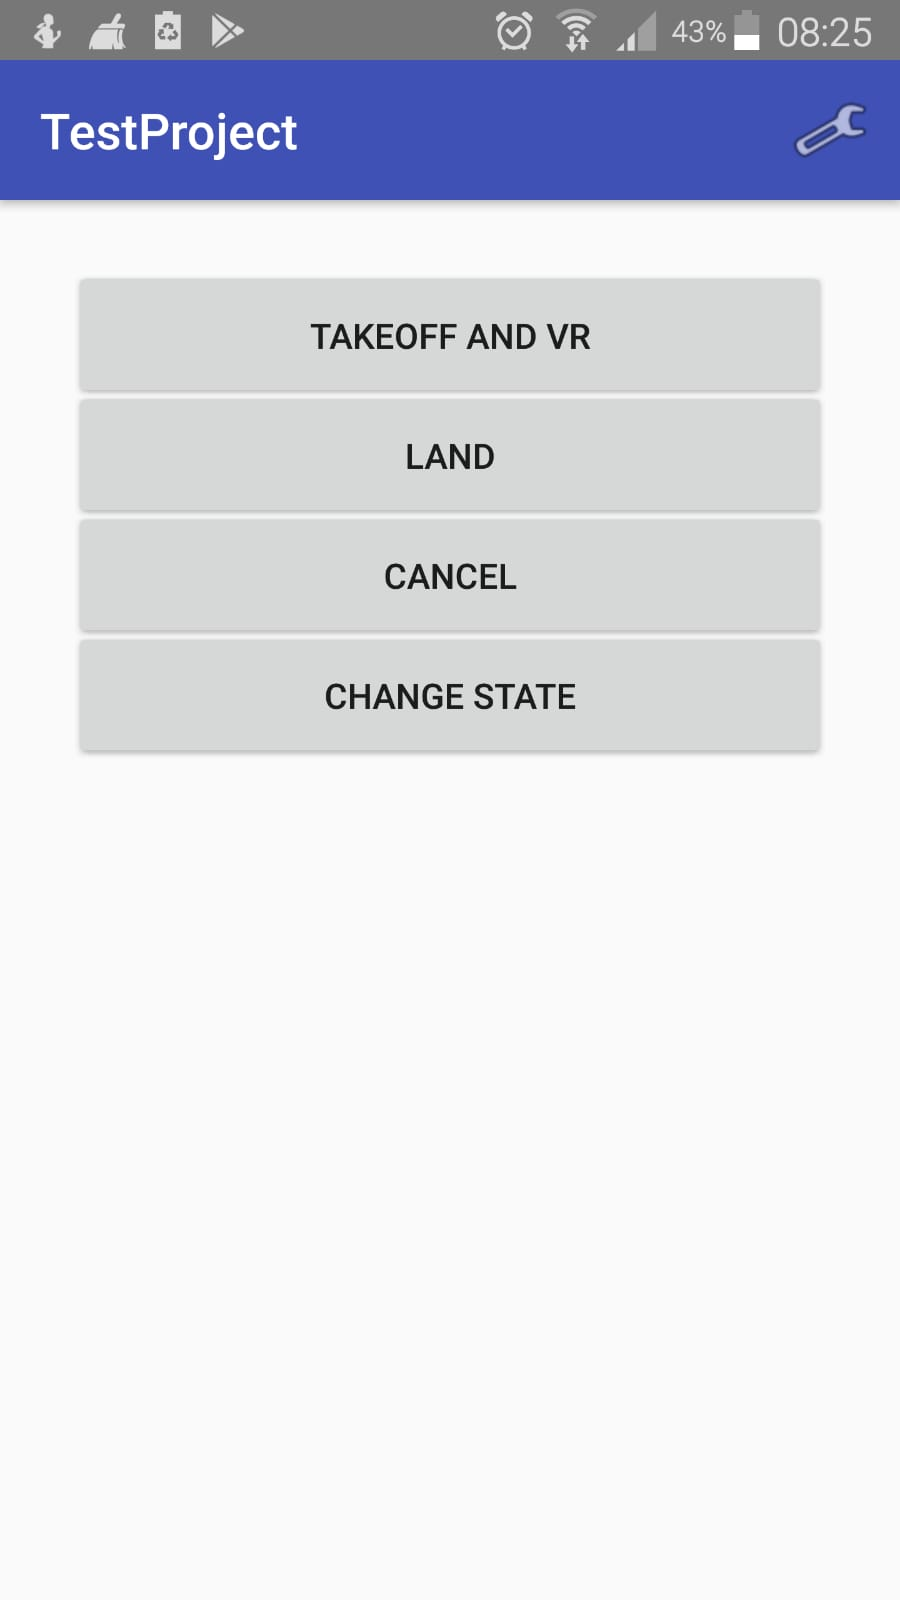 43% 08:25
TestProject
TAKEOFF AND VR
LAND
CANCEL
CHANGE STATE